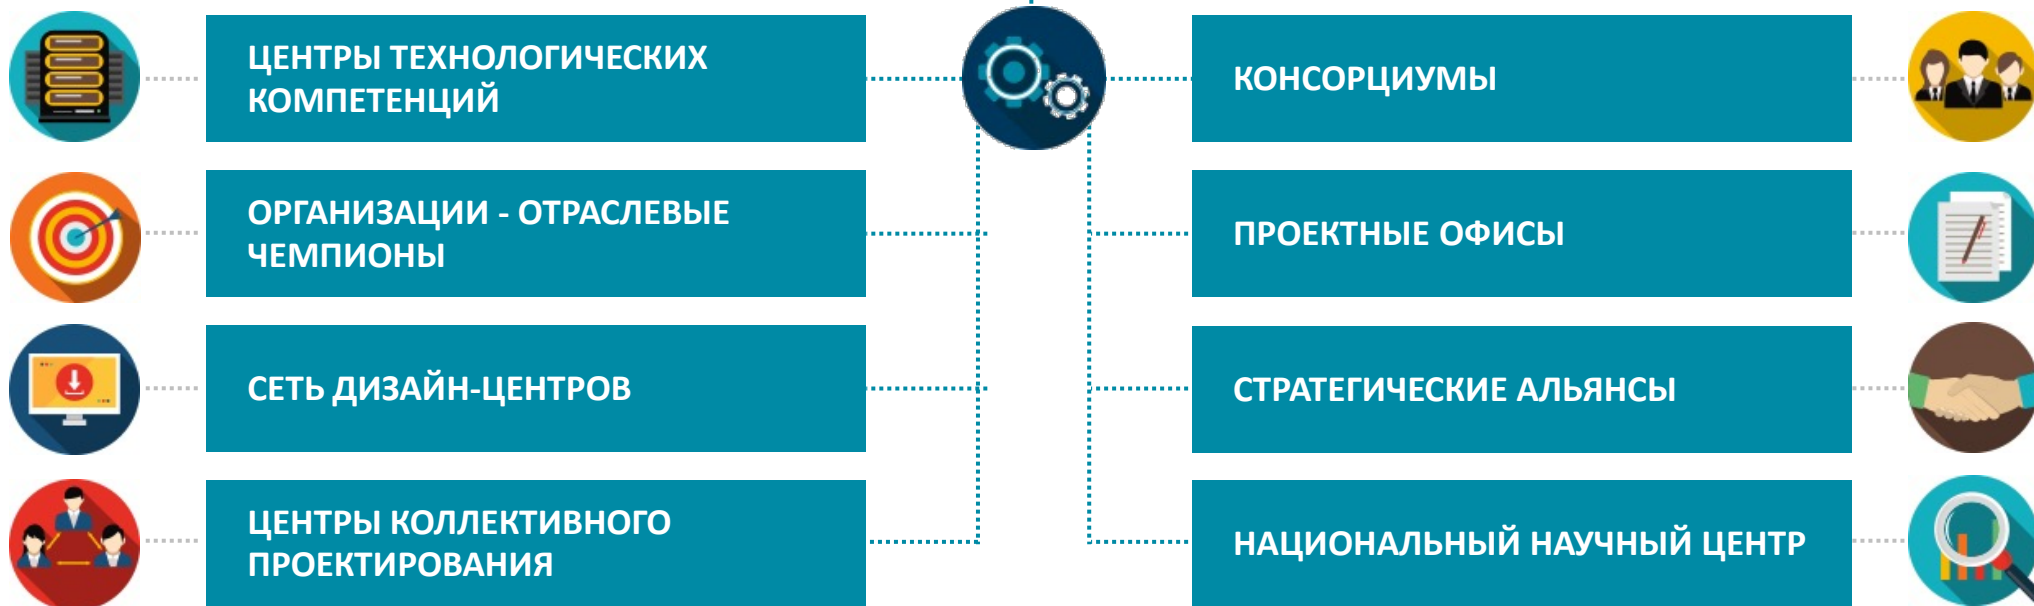 ЦЕНТРЫ ТЕХНОЛОГИЧЕСКИХ
КОМПЕТЕНЦИЙ
ОРГАНИЗАЦИИ - ОТРАСЛЕВЫЕ
ЧЕМПИОНЫ
СЕТЬ ДИЗАЙН-ЦЕНТРОВ
ЦЕНТРЫ КОЛЛЕКТИВНОГО
ПРОЕКТИРОВАНИЯ
КОНСОРЦИУМЫ
ПРОЕКТНЫЕ ОФИСЫ
СТРАТЕГИЧЕСКИЕ АЛЬЯНСЫ
НАЦИОНАЛЬНЫЙ НАУЧНЫЙ ЦЕНТР